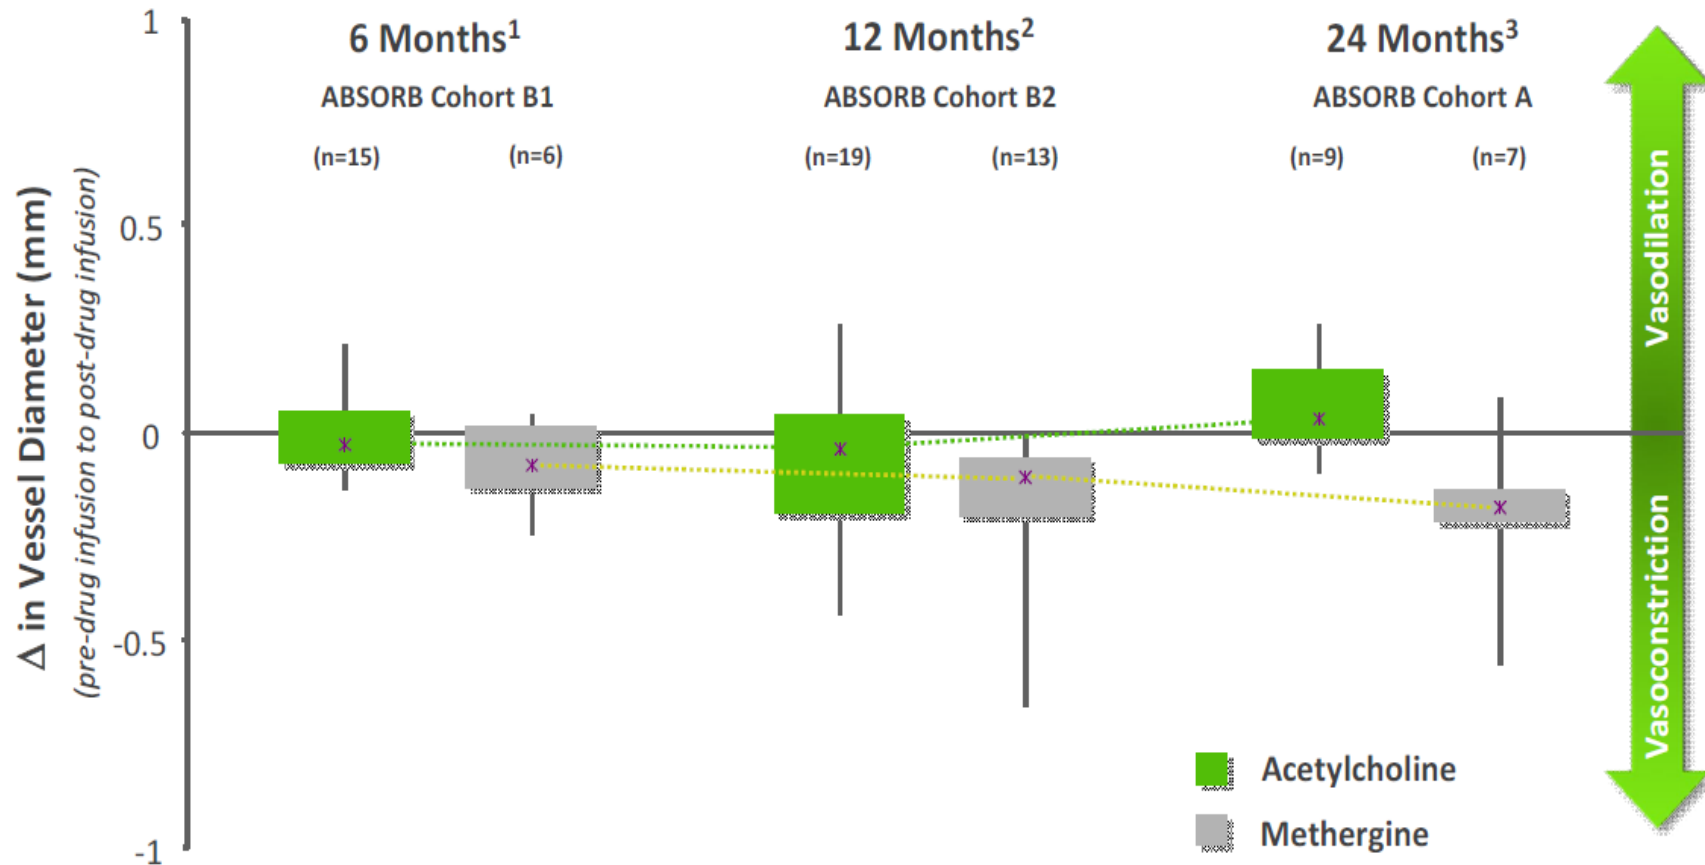 6 Months¹
12 Months²
24 Months³
ABSORB Cohort B1
ABSORB Cohort B2
ABSORB Cohort A
(n=15)
(n=6)
(n=19)
(n=13)
(n=9)
(n=7)
1
0.5
0
-0.5
-1
Δ in Vessel Diameter (mm)
(pre-drug infusion to post-drug infusion)
Vasodilation
Vasoconstriction
Acetylcholine
Methergine